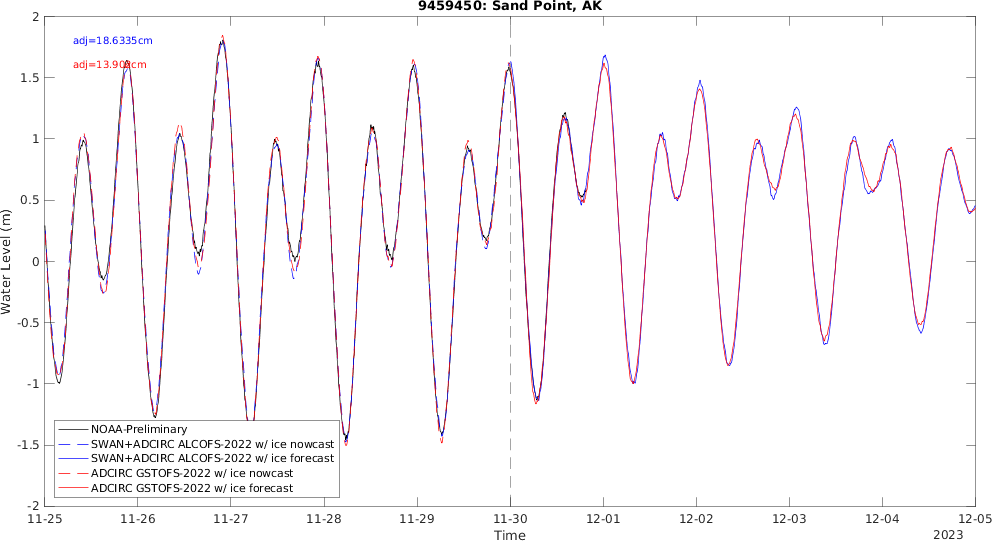 9459450: Sand Point, AK
adj=18.6335cm
Water Level (m)
2
1.5
1
0.5
0
-0.5
-1
-1.5
-2
NOAA-Preliminary
SWAN+ADCIRC ALCOFS-2022 w/ ice nowcast
SWAN+ADCIRC ALCOFS-2022 w/ ice forecast
ADCIRC GSTOFS-2022 w/ ice nowcast
ADCIRC GSTOFS-2022 w/ ice forecast
11-25 11-26 11-27 11-28 11-29 11-30 12-01 12-02 12-03 12-04 12-05
Time
2023